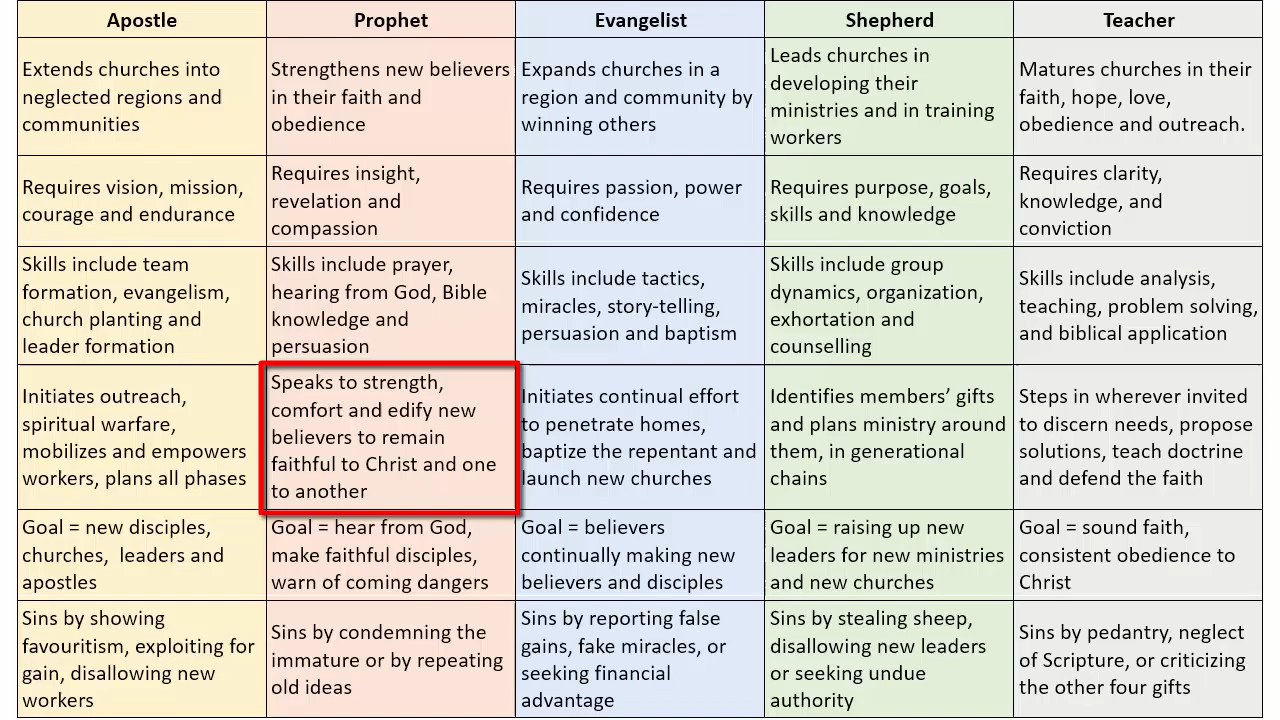 Apostle
Prophet
Evangelist
Shepherd
Teacher
Extends churches into
neglected regions and
communities
Strengthens new believers
in their faith and
obedience
Expands churches in a
region and community by
winning others
Leads churches in
developing their
ministries and in training
workers
Matures churches in their
faith, hope, love,
obedience and outreach.
Requires vision, mission,
courage and endurance
Requires insight,
revelation and
compassion
Requires passion, power
and confidence
Requires purpose, goals,
skills and knowledge
Requires clarity,
knowledge, and
conviction
Skills include team
formation, evangelism,
church planting and
leader formation
Skills include prayer,
hearing from God, Bible
knowledge and
persuasion
Skills include tactics,
miracles, story-telling,
persuasion and baptism
Skills include group
dynamics, organization,
exhortation and
counselling
Skills include analysis,
teaching, problem solving,
and biblical application
Initiates outreach,
spiritual warfare,
mobilizes and empowers
workers, plans all phases
Speaks to strength,
comfort and edify new
believers to remain
faithful to Christ and one
to another
Initiates continual effort
to penetrate homes,
baptize the repentant and
launch new churches
Identifies members’ gifts
and plans ministry around
them, in generational
chains
Steps in wherever invited
to discern needs, propose
solutions, teach doctrine
and defend the faith
Goal = new disciples,
churches,  leaders and
apostles
Goal = hear from God,
make faithful disciples,
warn of coming dangers
Goal = believers
continually making new
believers and disciples
Goal = raising up new
leaders for new ministries
and new churches
Goal = sound faith,
consistent obedience to
Christ
Sins by showing
favouritism, exploiting for
gain, disallowing new
workers
Sins by condemning the
immature or by repeating
old ideas
Sins by reporting false
gains, fake miracles, or
seeking financial
advantage
Sins by stealing sheep,
disallowing new leaders
or seeking undue
authority
Sins by pedantry, neglect
of Scripture, or criticizing
the other four gifts